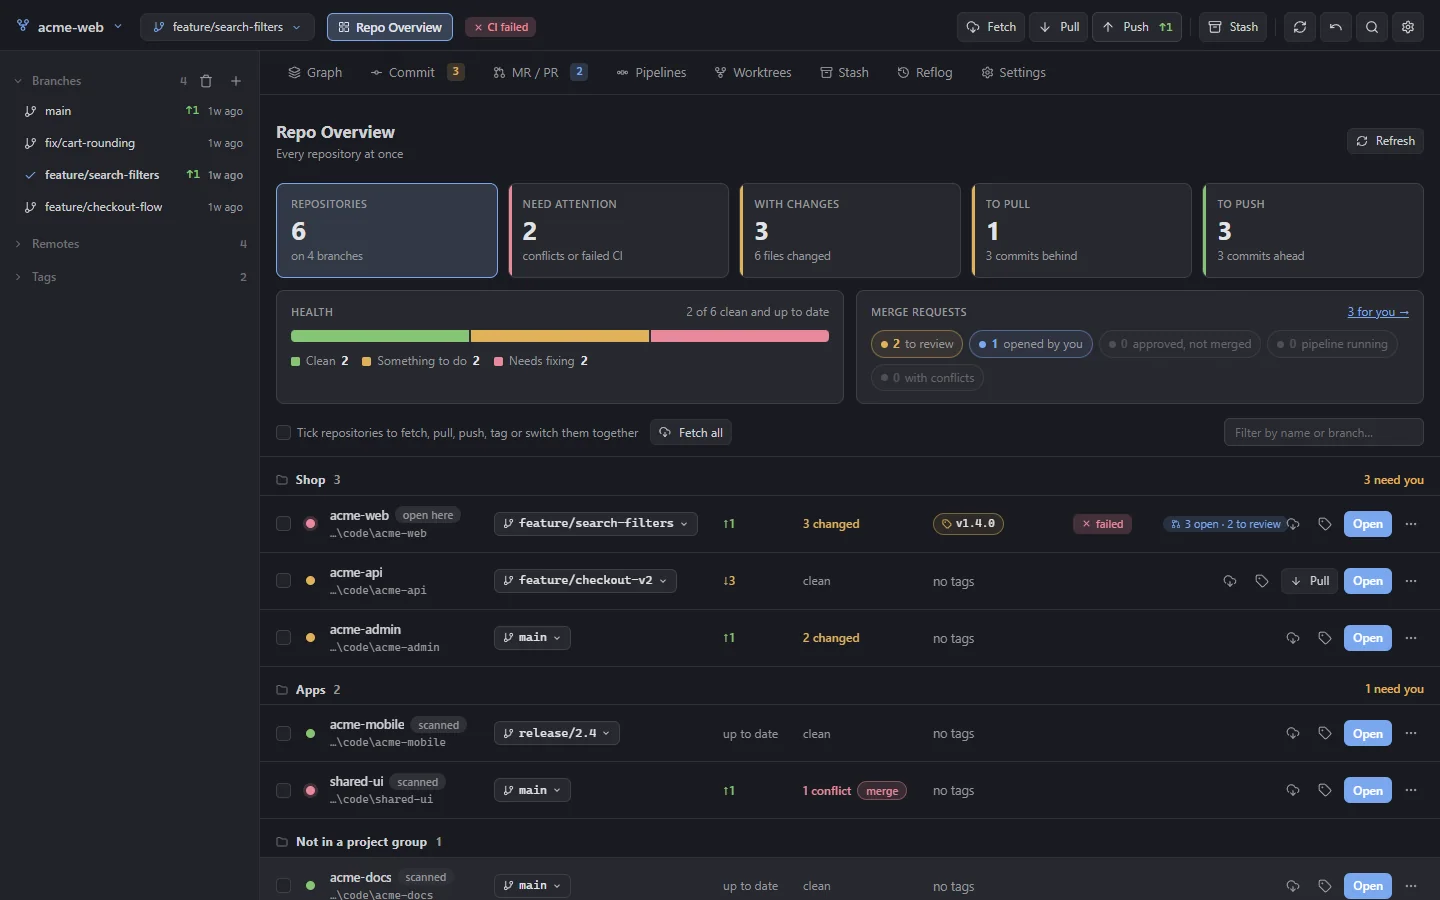 acme-web
feature/search-filters
Repo Overview
CI failed
Fetch
Pull
Push ↑1
Stash
Branches 4
main ↑1 1w ago
fix/cart-rounding 1w ago
feature/search-filters ↑1 1w ago
feature/checkout-flow 1w ago
Remotes 4
Tags 2
Graph
Commit 3
MR / PR 2
Pipelines
Worktrees
Stash
Reflog
Settings
Repo Overview
Every repository at once
Refresh
REPOSITORIES
6
on 4 branches
NEED ATTENTION
2
conflicts or failed CI
WITH CHANGES
3
6 files changed
TO PULL
1
3 commits behind
TO PUSH
3
3 commits ahead
HEALTH
2 of 6 clean and up to date
Clean 2 Something to do 2 Needs fixing 2
MERGE REQUESTS
3 for you →
2 to review
1 opened by you
0 approved, not merged
0 pipeline running
0 with conflicts
Tick repositories to fetch, pull, push, tag or switch them together
Fetch all
Filter by name or branch...
Shop 3
3 need you
acme-web open here
…\code\acme-web
feature/search-filters
↑1
3 changed
v1.4.0
failed
3 open · 2 to review
Open
acme-api
…\code\acme-api
feature/checkout-v2
↓3
clean
no tags
Pull
Open
acme-admin
…\code\acme-admin
main
↑1
2 changed
no tags
Open
Apps 2
1 need you
acme-mobile scanned
…\code\acme-mobile
release/2.4
up to date
clean
no tags
Open
shared-ui scanned
…\code\shared-ui
main
↑1
1 conflict merge
no tags
Open
Not in a project group 1
acme-docs scanned
…\code\acme-docs
main
up to date
clean
no tags
Open